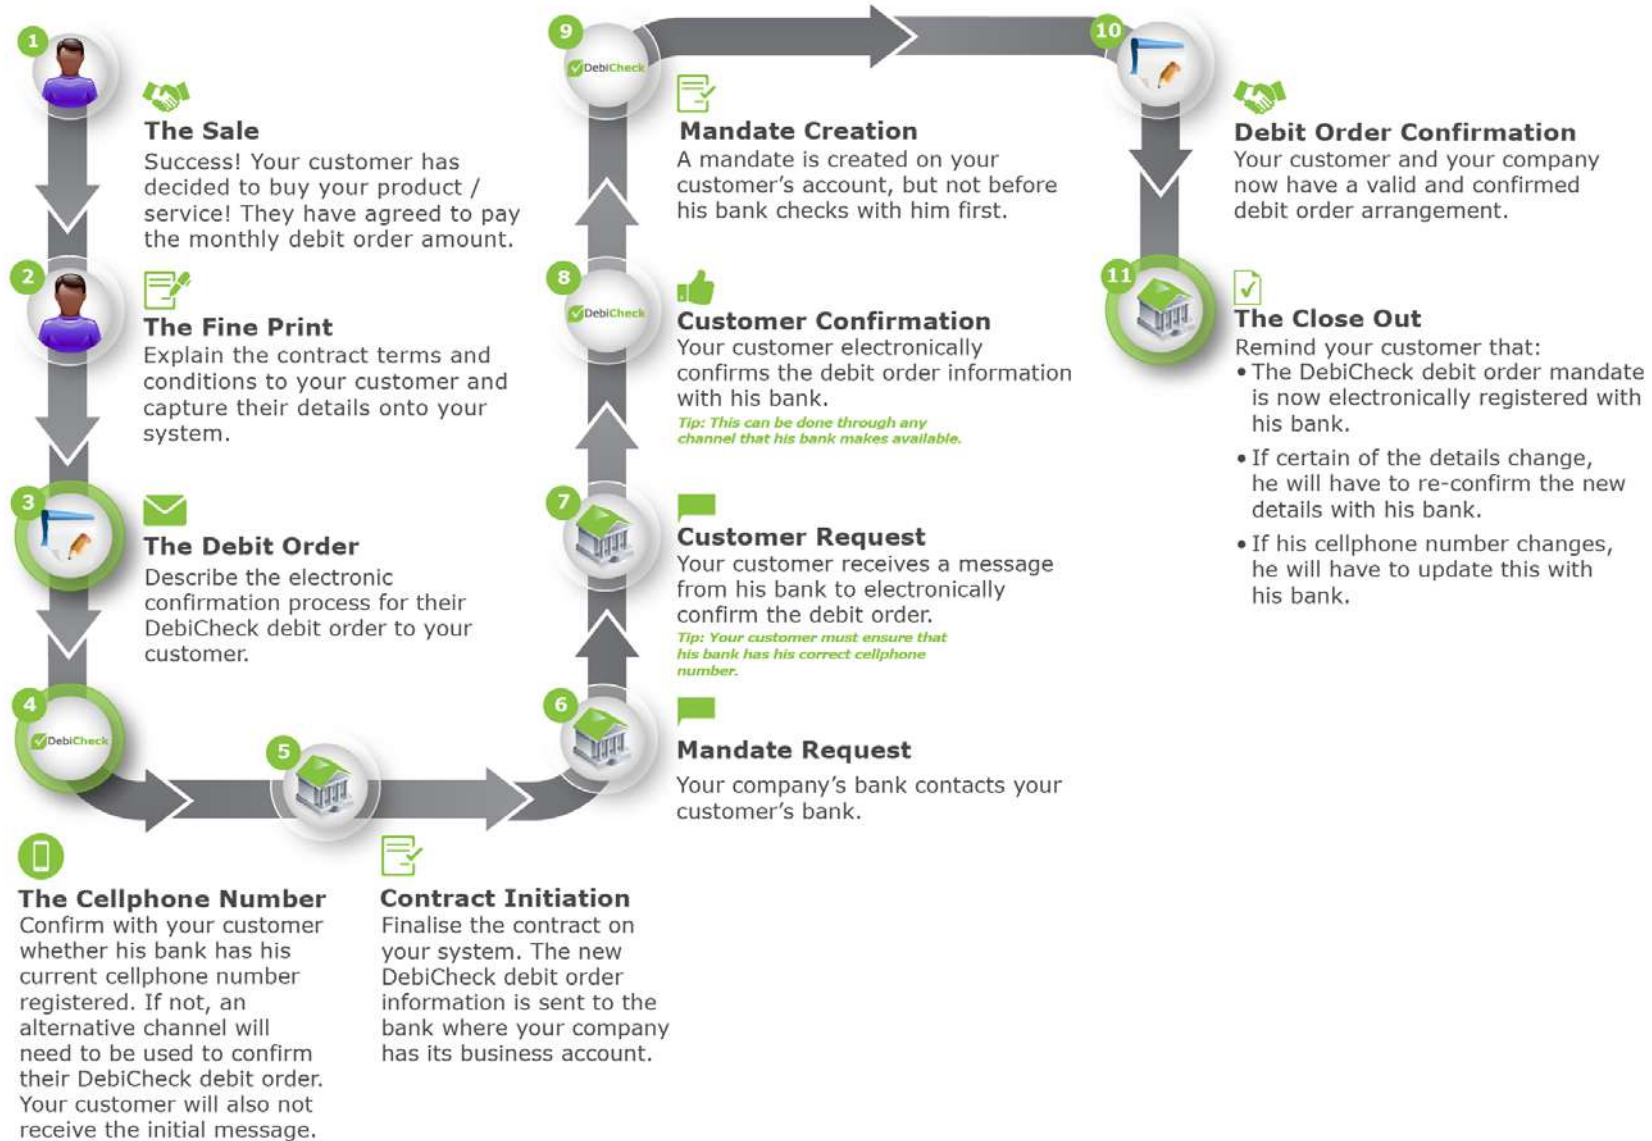 1
The Sale
Success! Your customer has
decided to buy your product /
service! They have agreed to pay
the monthly debit order amount.
2
The Fine Print
Explain the contract terms and
conditions to your customer and
capture their details onto your
system.
3
The Debit Order
Describe the electronic
confirmation process for their
DebiCheck debit order to your
customer.
4
DebiCheck
The Cellphone Number
Confirm with your customer
whether his bank has his
current cellphone number
registered. If not, an
alternative channel will
need to be used to confirm
their DebiCheck debit order.
Your customer will also not
receive the initial message.
5
Contract Initiation
Finalise the contract on
your system. The new
DebiCheck debit order
information is sent to the
bank where your company
has its business account.
6
Mandate Request
Your company's bank contacts your
customer's bank.
7
Customer Request
Your customer receives a message
from his bank to electronically
confirm the debit order.
Tip: Your customer must ensure that
his bank has his correct cellphone
number.
8
DebiCheck
Customer Confirmation
Your customer electronically
confirms the debit order information
with his bank.
Tip: This can be done through any
channel that his bank makes available.
9
DebiCheck
Mandate Creation
A mandate is created on your
customer's account, but not before
his bank checks with him first.
10
Debit Order Confirmation
Your customer and your company
now have a valid and confirmed
debit order arrangement.
11
The Close Out
Remind your customer that:
• The DebiCheck debit order mandate
is now electronically registered with
his bank.
• If certain of the details change,
he will have to re-confirm the new
details with his bank.
• If his cellphone number changes,
he will have to update this with
his bank.